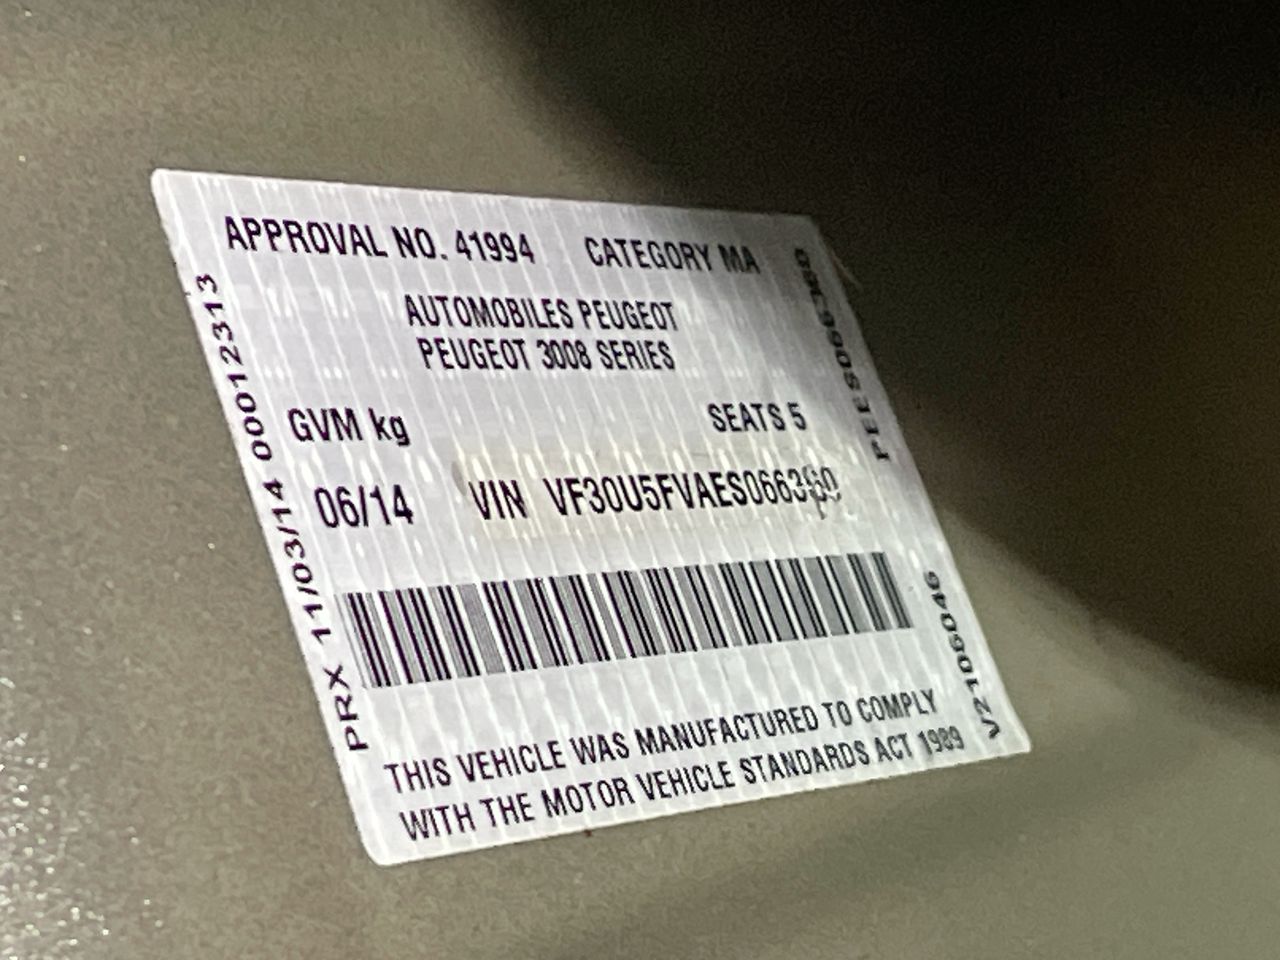 APPROVAL NO. 41994 CATEGORY MA
AUTOMOBILES PEUGEOT
PEUGEOT 3008 SERIES
GVM kg SEATS 5
06/14 VIN
THIS VEHICLE WAS MANUFACTURED TO COMPLY
WITH THE MOTOR VEHICLE STANDARDS ACT 1989
PRX 11/03/14 00012313
V2106046